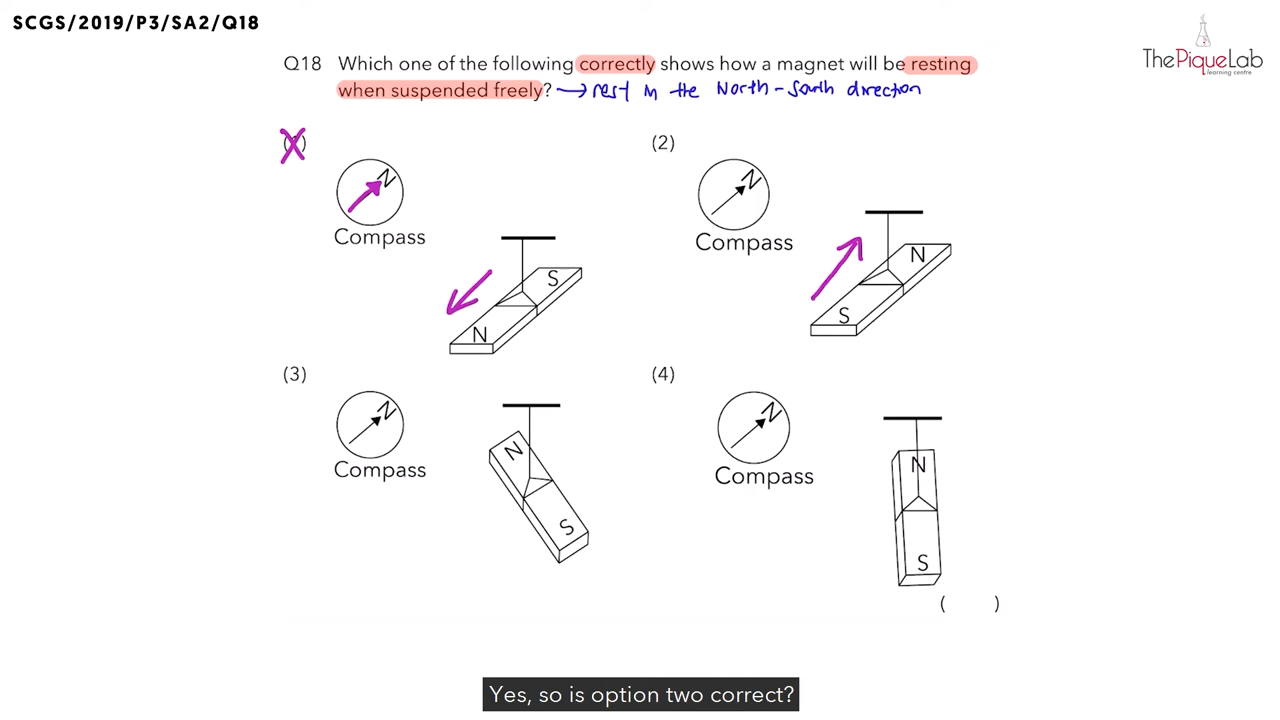 SCGS/2019/P3/SA2/Q18
ThePiqueLab
learning centre
Q18 Which one of the following correctly shows how a magnet will be resting
when suspended freely? → rest in the North-South direction
(2)
N
N
Compass
Compass
S
N
N
S
(3)
(4)
N
N
Compass
Compass
N
S
N
S
( )
Yes, so is option two correct?